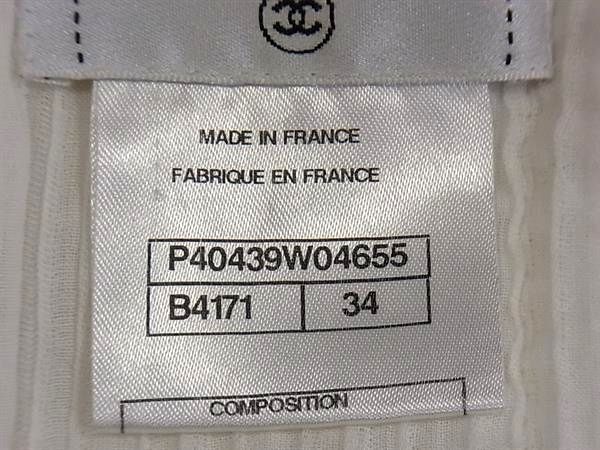 MADE IN FRANCE
FABRIQUE EN FRANCE
P40439W04655
B4171 34
COMPOSITION